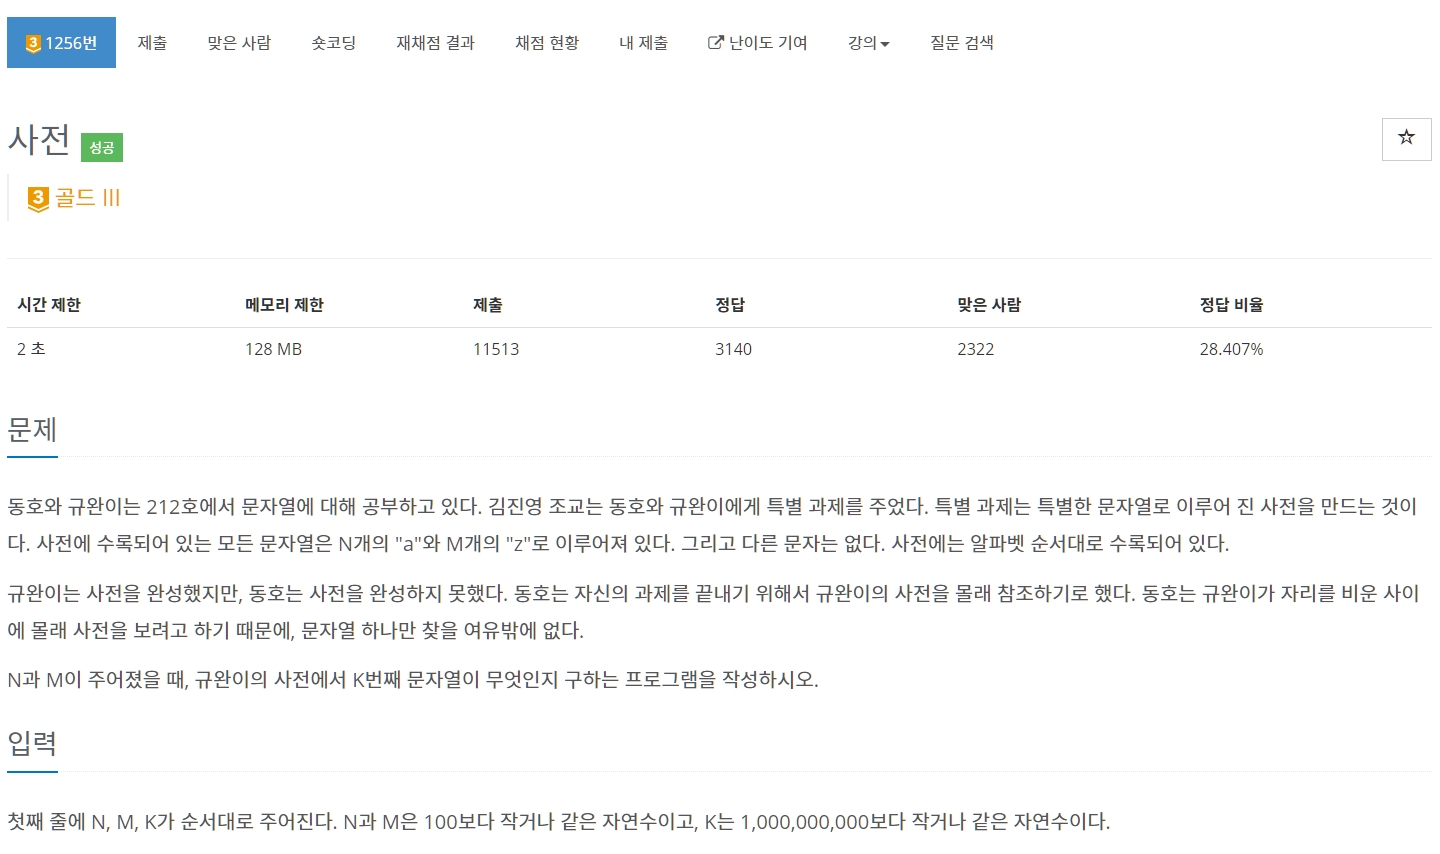 3 1256번 제출 맞은 사람 숏코딩 재채점 결과 채점 현황 내 제출 난이도 기여 강의 질문 검색
사전 성공
3 골드 III
시간 제한 메모리 제한 제출 정답 맞은 사람 정답 비율
2 초 128 MB 11513 3140 2322 28.407%
문제
동호와 규완이는 212호에서 문자열에 대해 공부하고 있다. 김진영 조교는 동호와 규완이에게 특별 과제를 주었다. 특별 과제는 특별한 문자열로 이루어 진 사전을 만드는 것이
다. 사전에 수록되어 있는 모든 문자열은 N개의 "a"와 M개의 "z"로 이루어져 있다. 그리고 다른 문자는 없다. 사전에는 알파벳 순서대로 수록되어 있다.
규완이는 사전을 완성했지만, 동호는 사전을 완성하지 못했다. 동호는 자신의 과제를 끝내기 위해서 규완이의 사전을 몰래 참조하기로 했다. 동호는 규완이가 자리를 비운 사이
에 몰래 사전을 보려고 하기 때문에, 문자열 하나만 찾을 여유밖에 없다.
N과 M이 주어졌을 때, 규완이의 사전에서 K번째 문자열이 무엇인지 구하는 프로그램을 작성하시오.
입력
첫째 줄에 N, M, K가 순서대로 주어진다. N과 M은 100보다 작거나 같은 자연수이고, K는 1,000,000,000보다 작거나 같은 자연수이다.